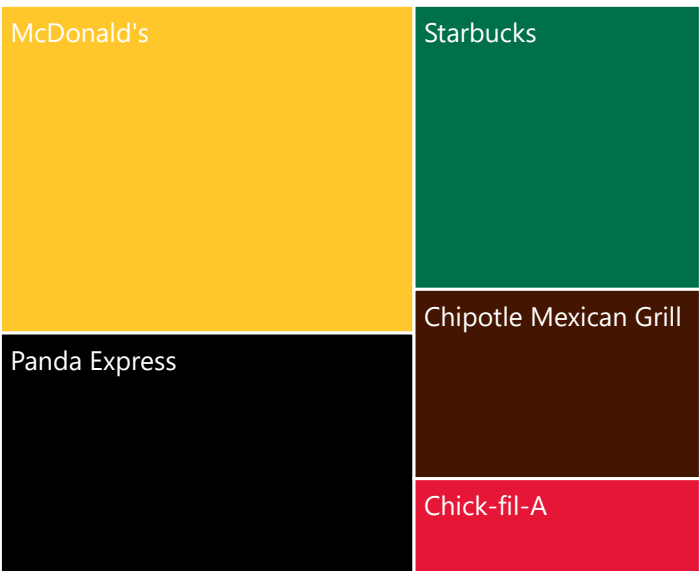 McDonald's
Panda Express
Starbucks
Chipotle Mexican Grill
Chick-fil-A